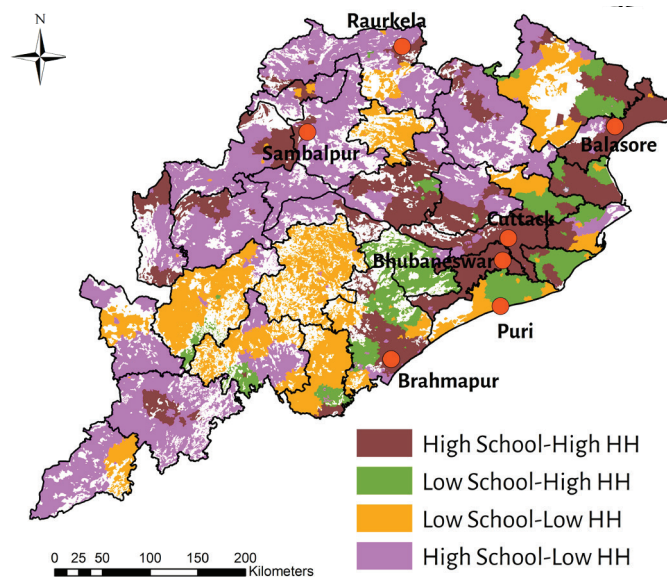 N
Raurkela
Sambalpur
Balasore
Cuttack
Bhubaneswar
Puri
Brahmapur
High School-High HH
Low School-High HH
Low School-Low HH
High School-Low HH
0 25 50 100 150 200
Kilometers